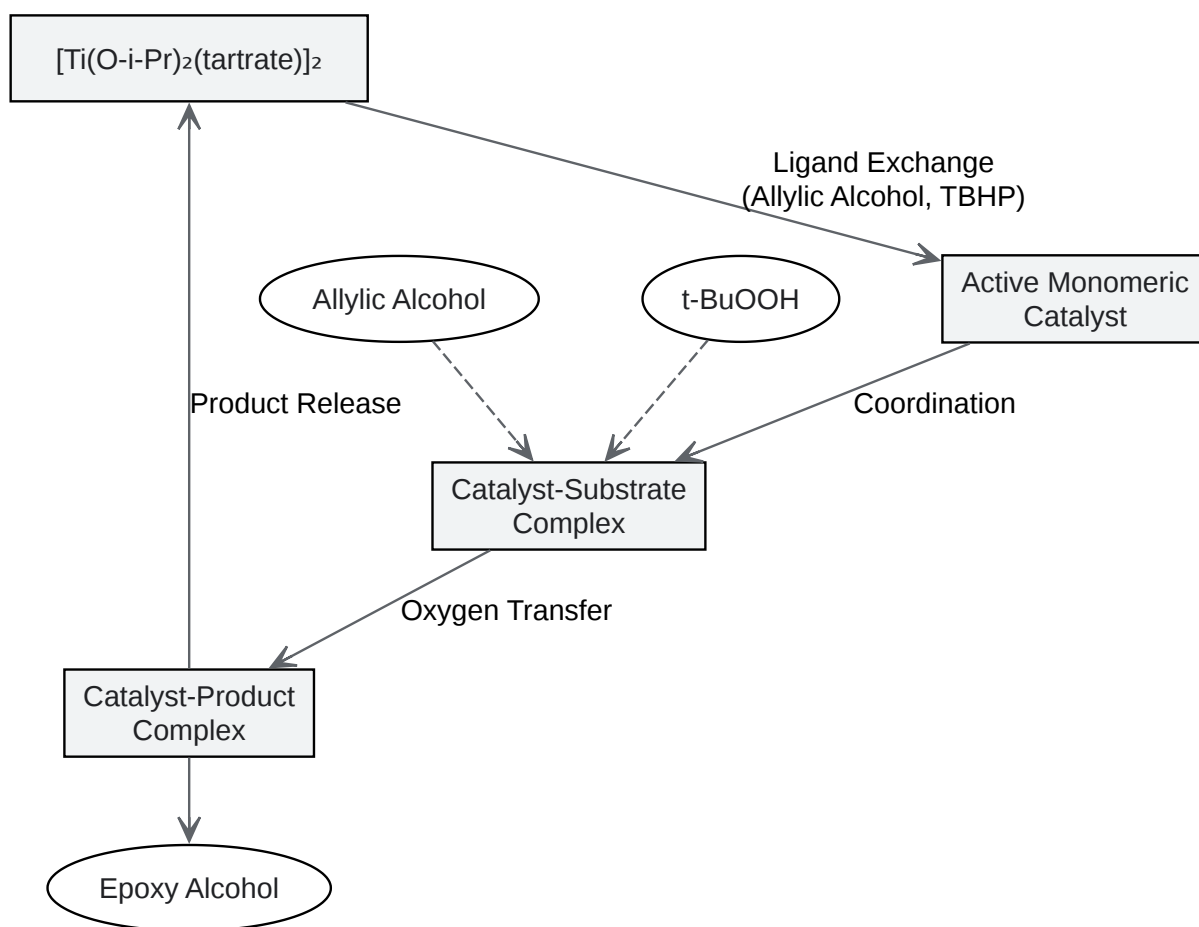 [Ti(O-i-Pr)₂(tartrate)]₂
Ligand Exchange
(Allylic Alcohol, TBHP)
Allylic Alcohol
t-BuOOH
Active Monomeric
Catalyst
Product Release
Coordination
Catalyst-Substrate
Complex
Oxygen Transfer
Catalyst-Product
Complex
Epoxy Alcohol